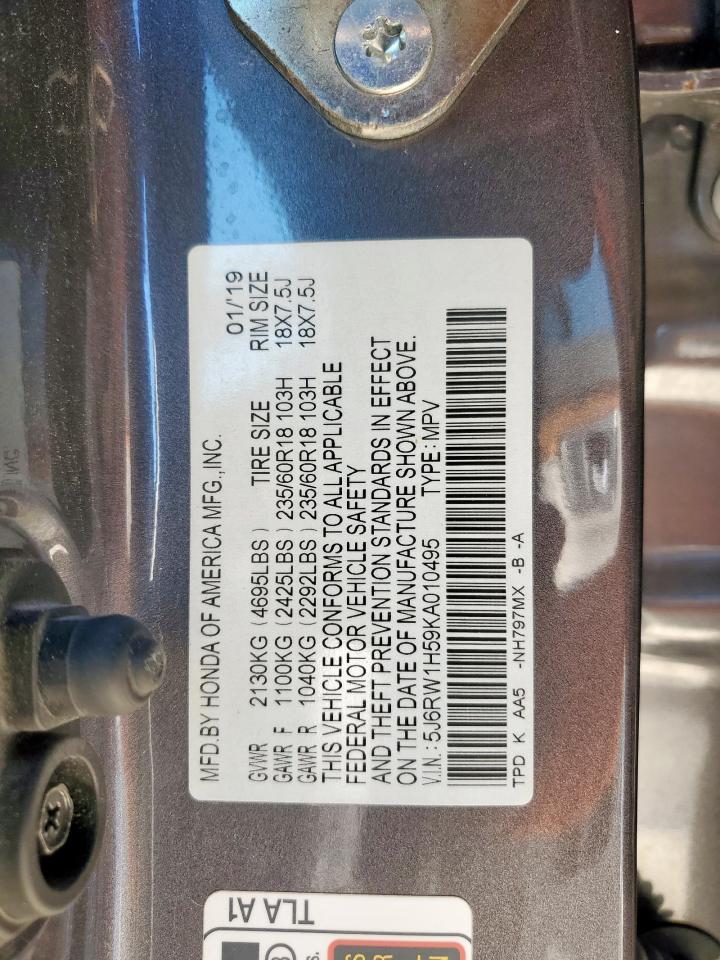 MFD.BY HONDA OF AMERICA MFG.,INC. 01/'19
GVWR 2130KG (4695LBS) TIRE SIZE RIM SIZE
GAWR F 1100KG (2425LBS) 235/60R18 103H 18X7.5J
GAWR R 1040KG (2292LBS) 235/60R18 103H 18X7.5J
THIS VEHICLE CONFORMS TO ALL APPLICABLE
FEDERAL MOTOR VEHICLE SAFETY
AND THEFT PREVENTION STANDARDS IN EFFECT
ON THE DATE OF MANUFACTURE SHOWN ABOVE.
V.I.N.: 5J6RW1H59KA010495 TYPE: MPV
TPD K AA5 -NH797MX -B -A
TLA A1